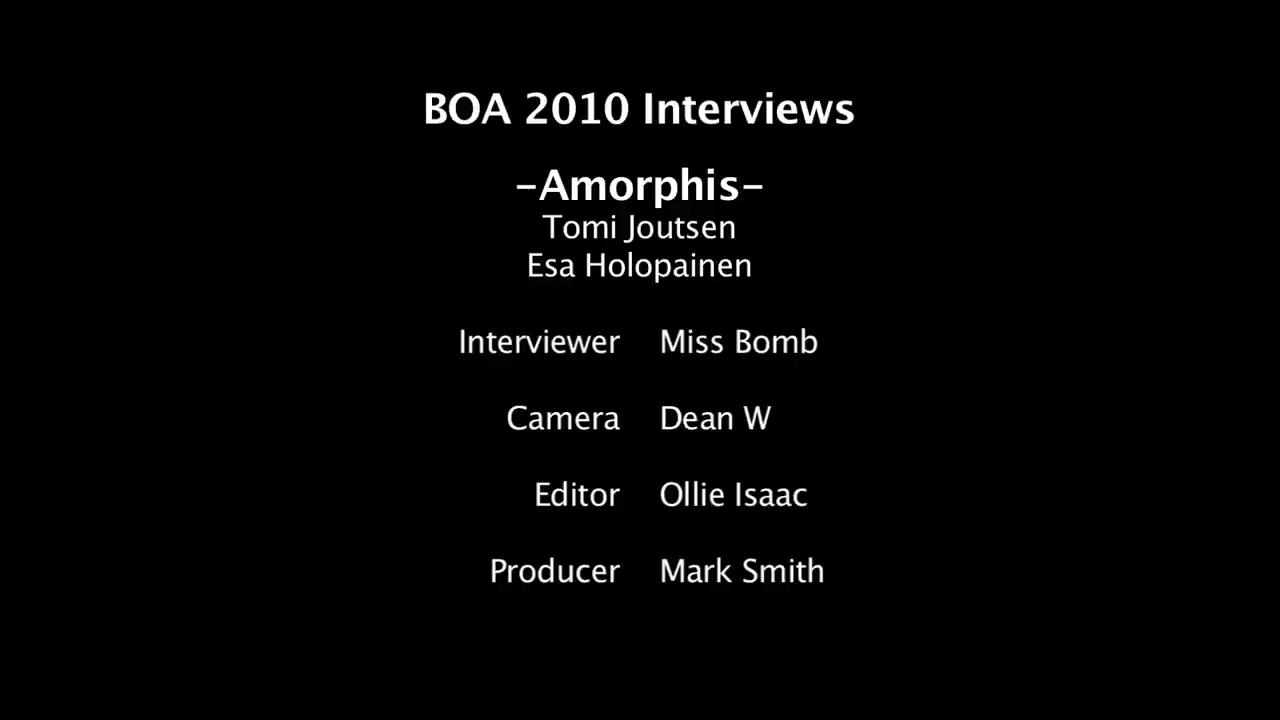 BOA 2010 Interviews
-Amorphis-
Tomi Joutsen
Esa Holopainen
Interviewer Miss Bomb
Camera Dean W
Editor Ollie Isaac
Producer Mark Smith